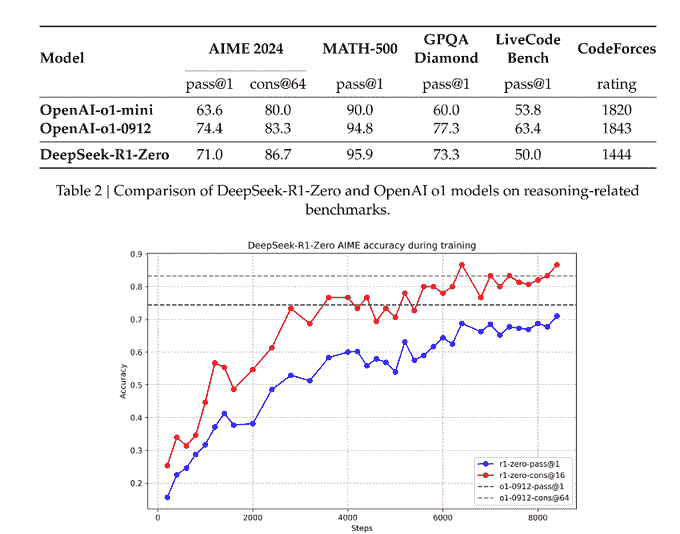 Model AIME 2024 MATH-500 GPQA Diamond LiveCode Bench CodeForces
pass@1 cons@64 pass@1 pass@1 pass@1 rating
OpenAI-o1-mini 63.6 80.0 90.0 60.0 53.8 1820
OpenAI-o1-0912 74.4 83.3 94.8 77.3 63.4 1843
DeepSeek-R1-Zero 71.0 86.7 95.9 73.3 50.0 1444
Table 2 | Comparison of DeepSeek-R1-Zero and OpenAI o1 models on reasoning-related
benchmarks.
DeepSeek-R1-Zero AIME accuracy during training
0.9
0.8
0.7
0.6
0.5
0.4
0.3
0.2
Accuracy
r1-zero-pass@1
r1-zero-cons@16
o1-0912-pass@1
o1-0912-cons@64
0 2000 4000 6000 8000
Steps